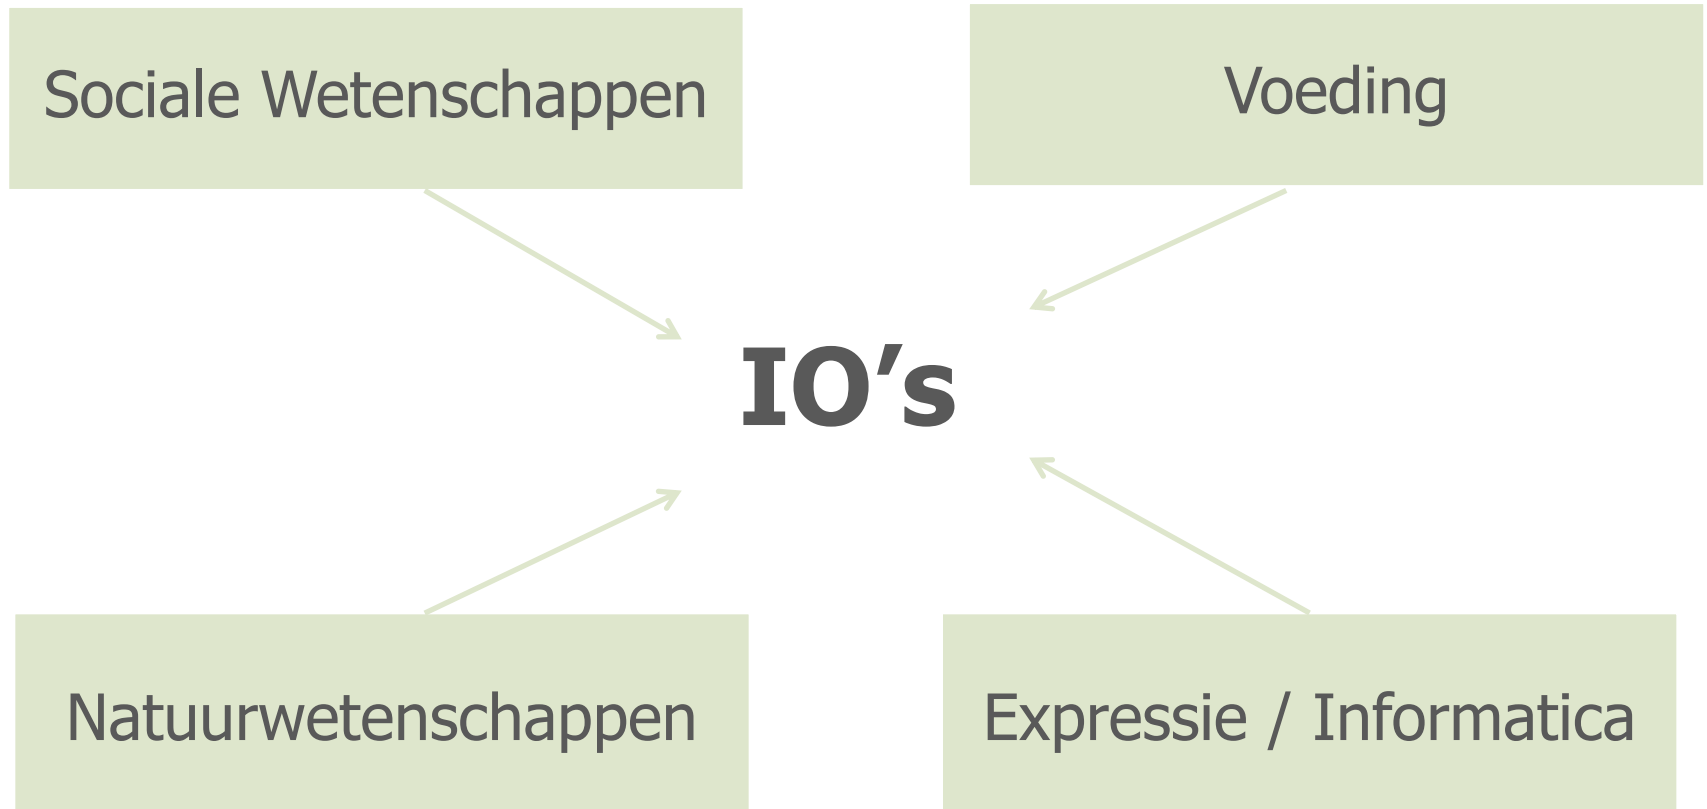 Sociale Wetenschappen
Voeding
IO’s
Natuurwetenschappen
Expressie / Informatica